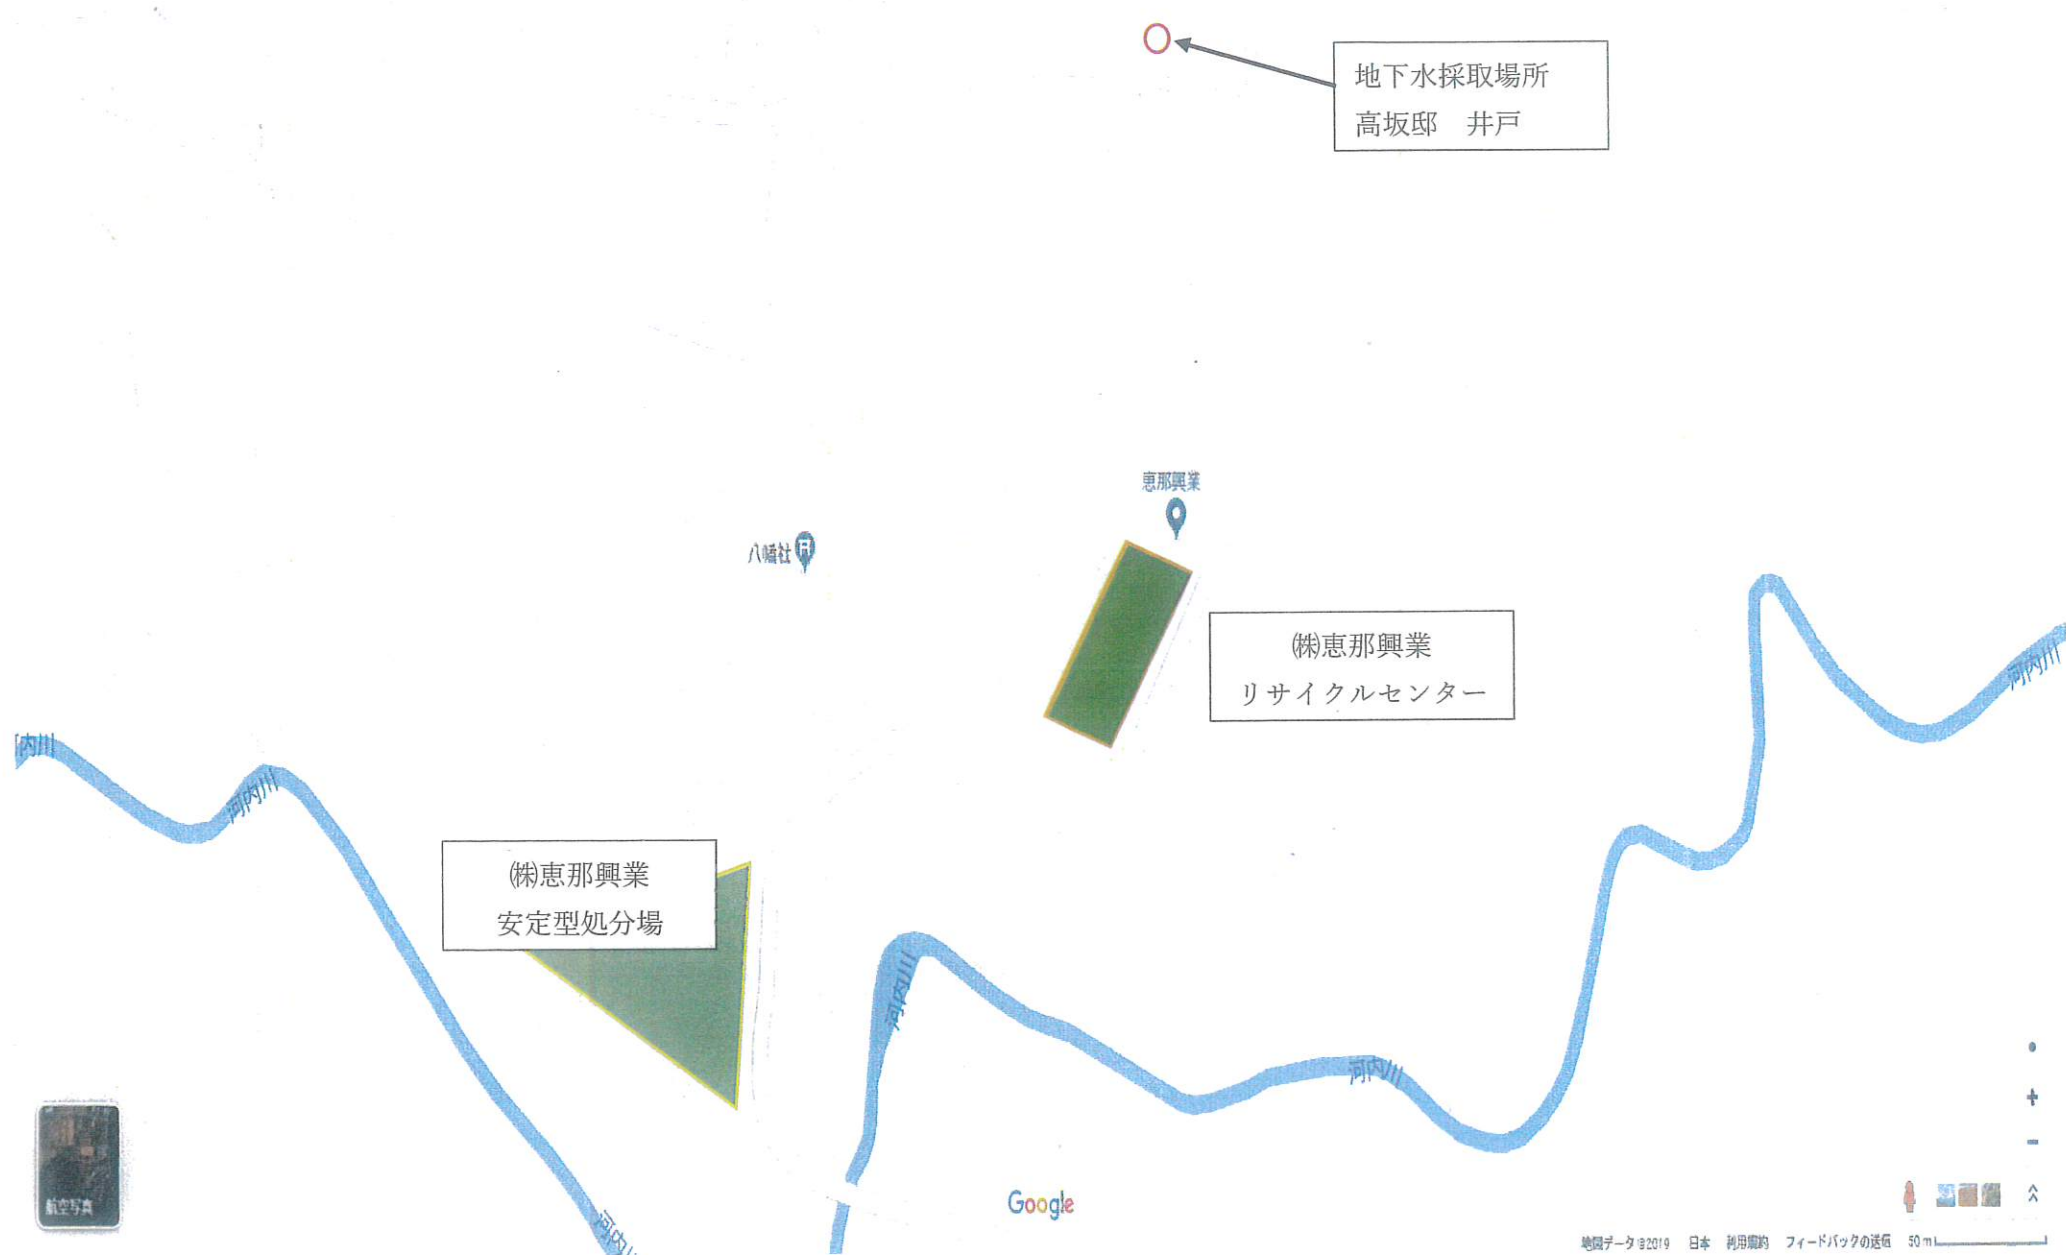 地下水採取場所
高坂邸 井戸
恵那興業
八幡社
㈱恵那興業
リサイクルセンター
河内川
内川
河内川
㈱恵那興業
安定型処分場
河内川
河内川
航空写真
Google
河内川
地図データ ©2019 日本 利用規約 フィードバックの送信 50 m